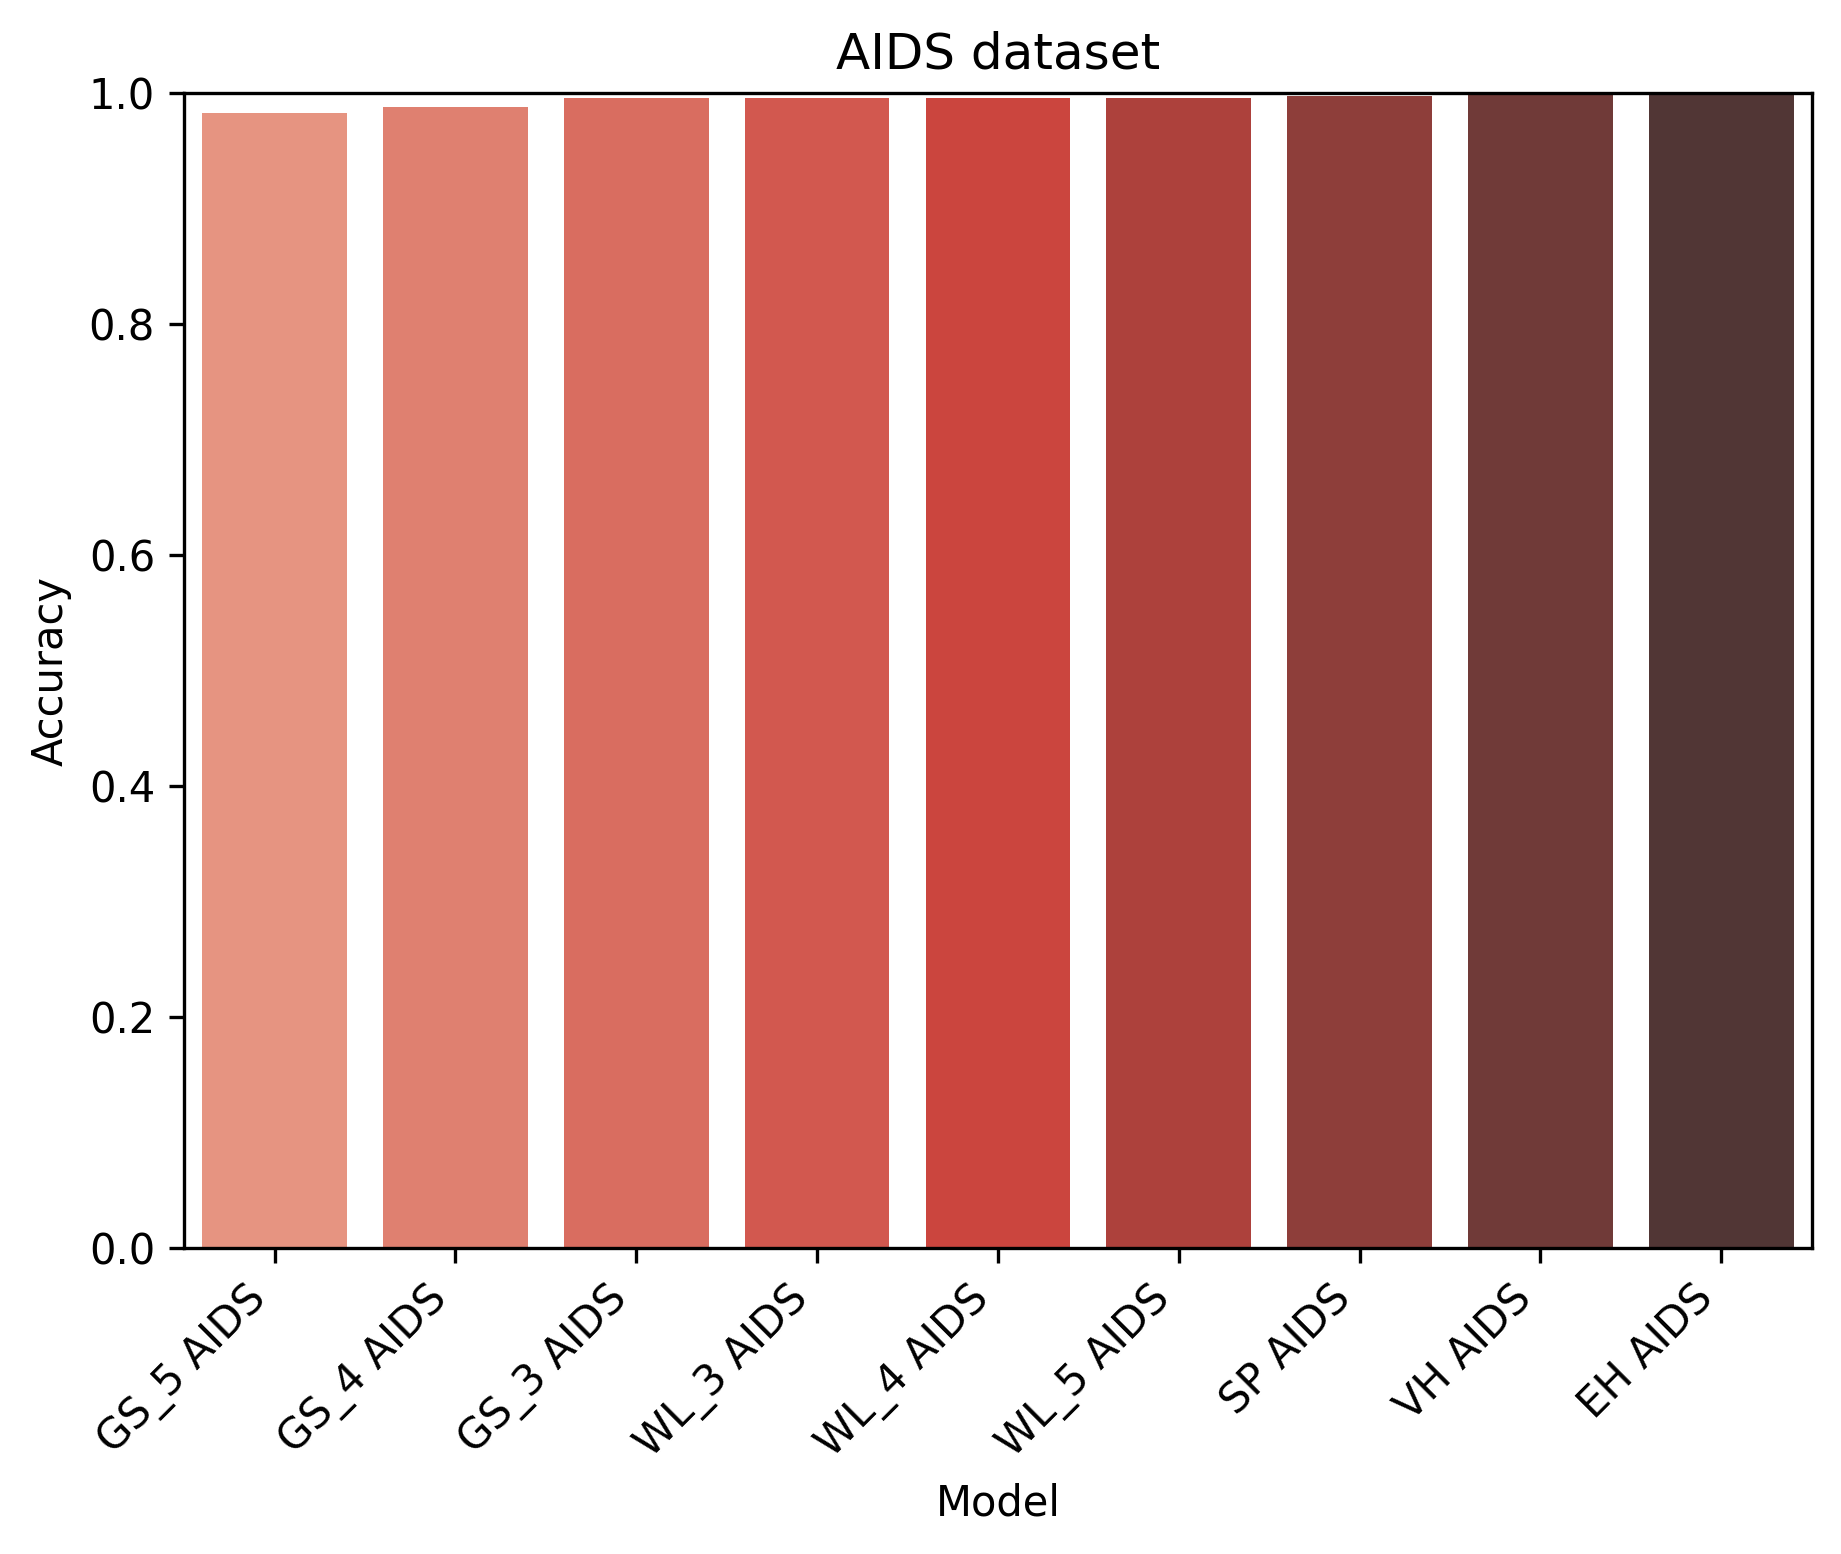 AIDS dataset
1.0
0.8
0.6
0.4
0.2
0.0
Accuracy
GS_5 AIDS
GS_4 AIDS
GS_3 AIDS
WL_3 AIDS
WL_4 AIDS
WL_5 AIDS
SP AIDS
VH AIDS
EH AIDS
Model